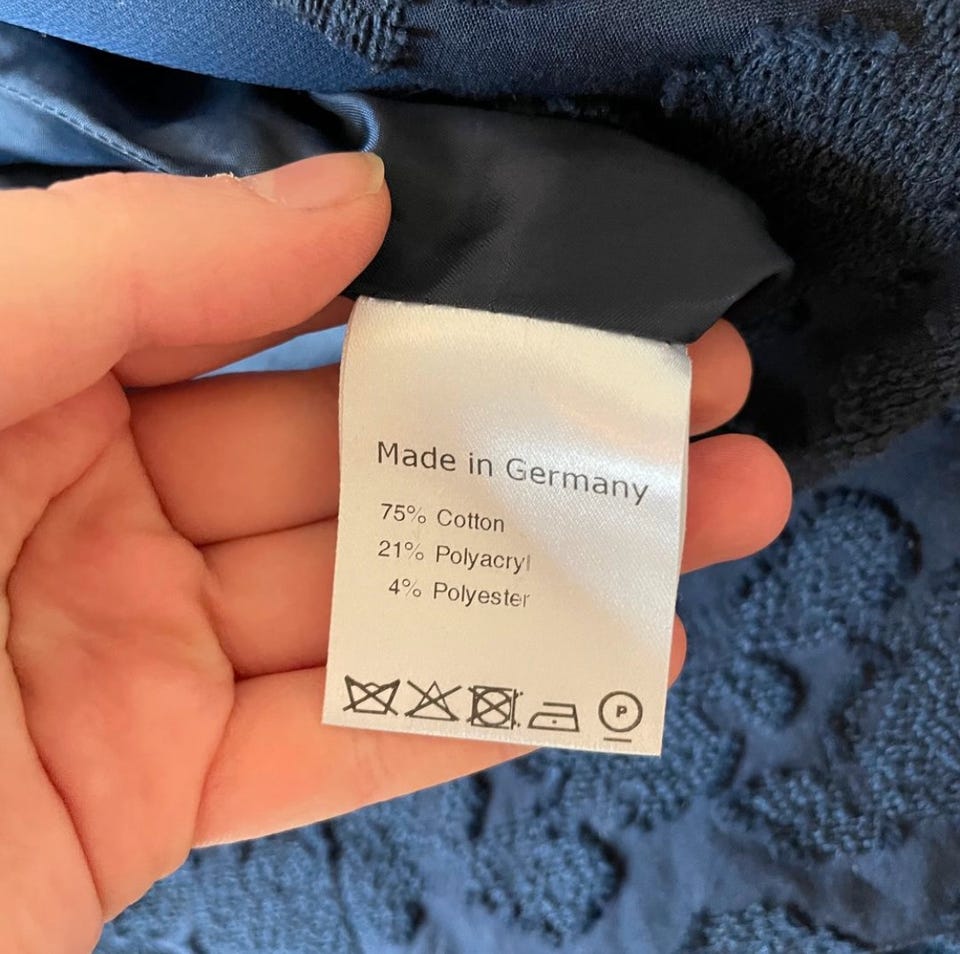 Made in Germany
75% Cotton
21% Polyacryl
4% Polyester
P